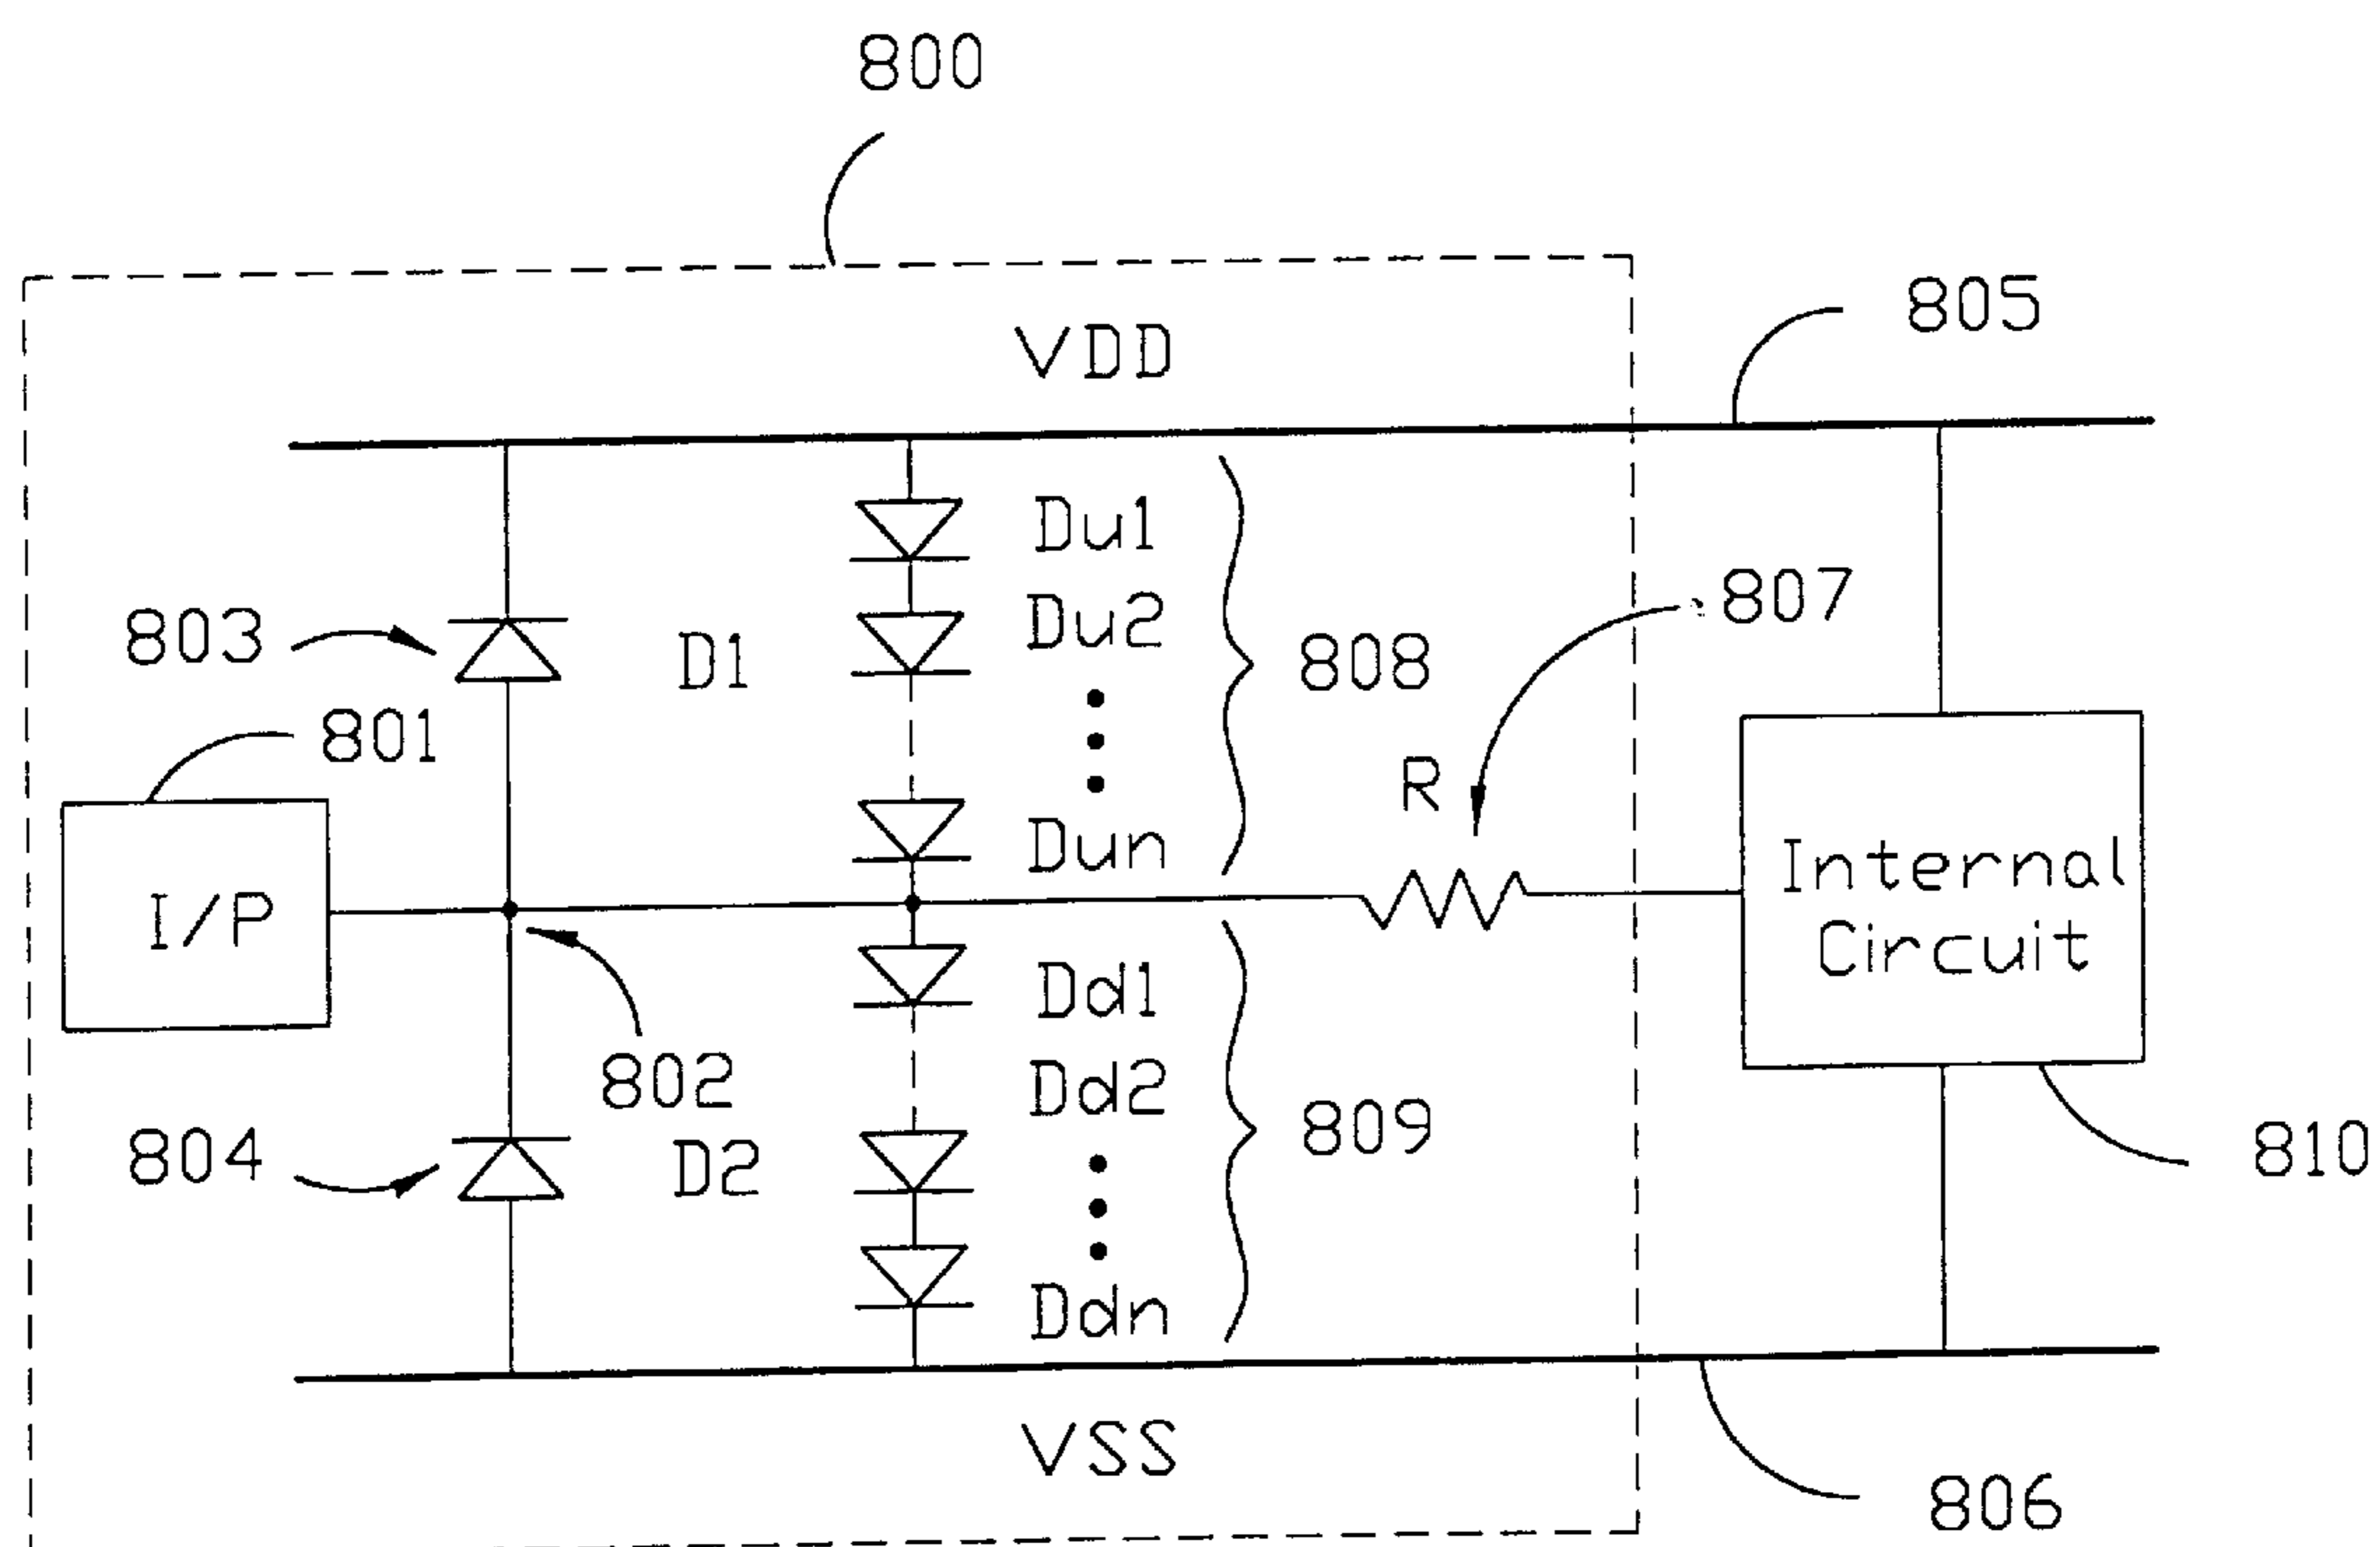 800
805
VDD
Du1
Du2
803
D1
808
807
801
R
Dun
I/P
Internal
Circuit
Dd1
802
Dd2
809
804
D2
810
Ddn
VSS
806